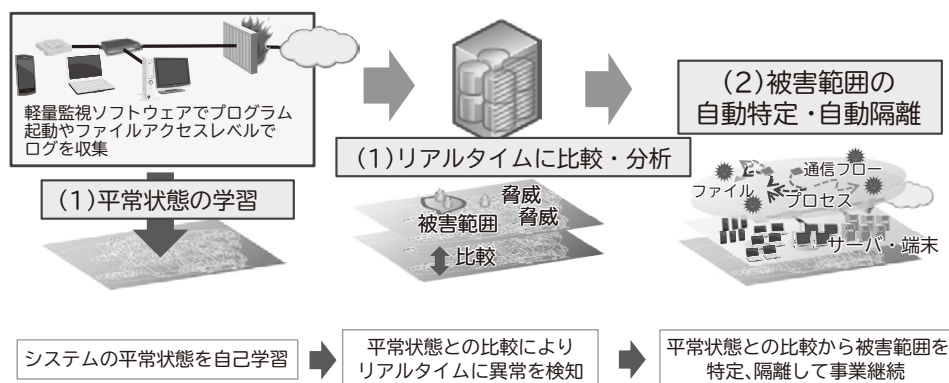 軽量監視ソフトウェアでプログラム
起動やファイルアクセスレベルで
ログを収集
(1)平常状態の学習
(1)リアルタイムに比較・分析
脅威
脅威
被害範囲
比較
(2)被害範囲の
自動特定・自動隔離
通信フロー
ファイル
プロセス
サーバ・端末
システムの平常状態を自己学習
平常状態との比較により
リアルタイムに異常を検知
平常状態との比較から被害範囲を
特定、隔離して事業継続